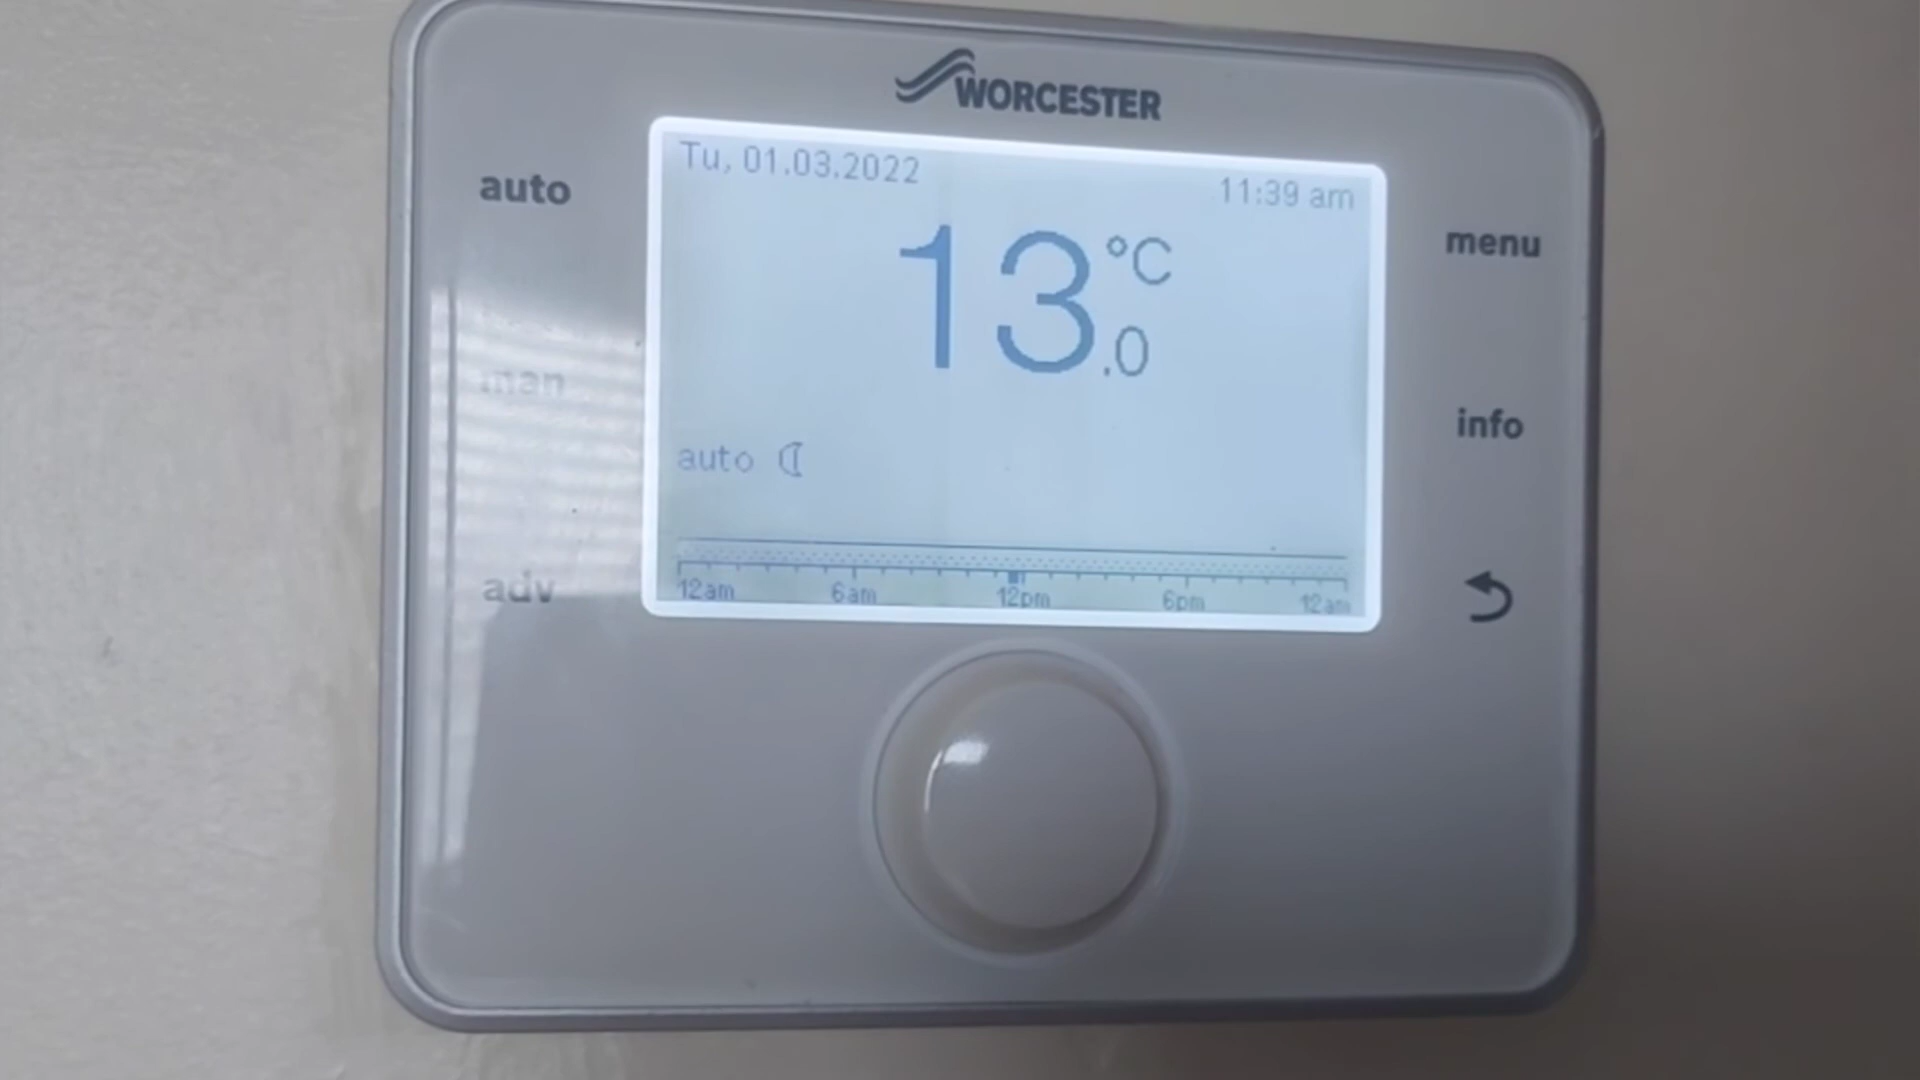 WORCESTER
Tu, 01.03.2022
11:39 am
auto
menu
13.0 °C
man
info
auto
adv
12am 6am 12pm 6pm 12am